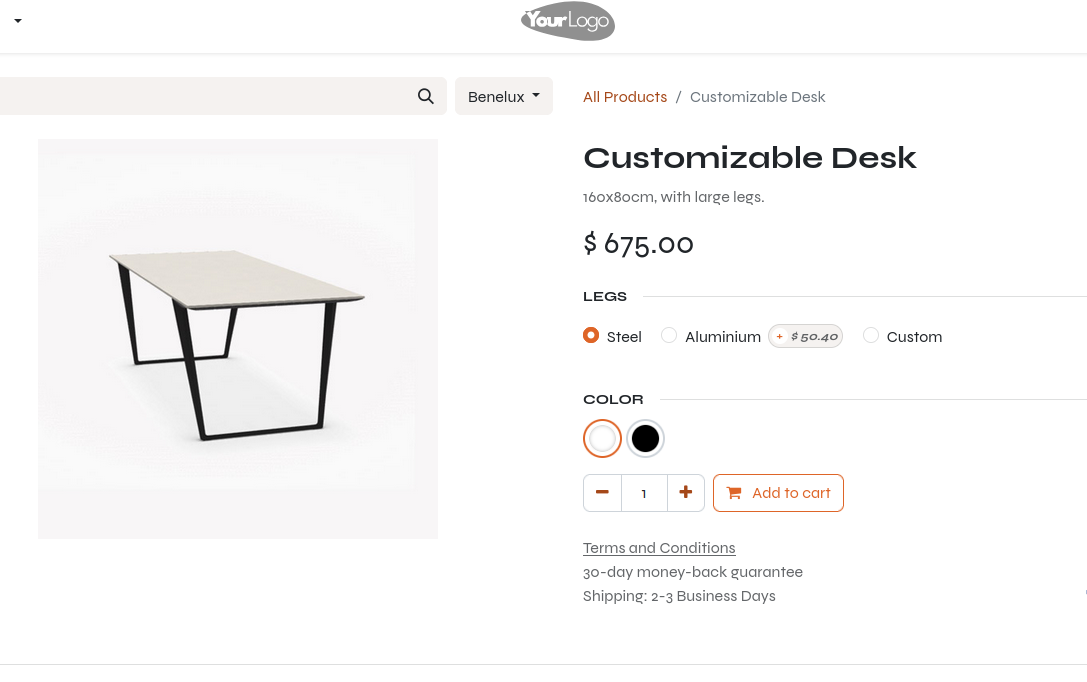 YourLogo
Benelux
All Products / Customizable Desk
Customizable Desk
160x80cm, with large legs.
$ 675.00
LEGS
Steel Aluminium + $ 50.40 Custom
COLOR
1 Add to cart
Terms and Conditions
30-day money-back guarantee
Shipping: 2-3 Business Days